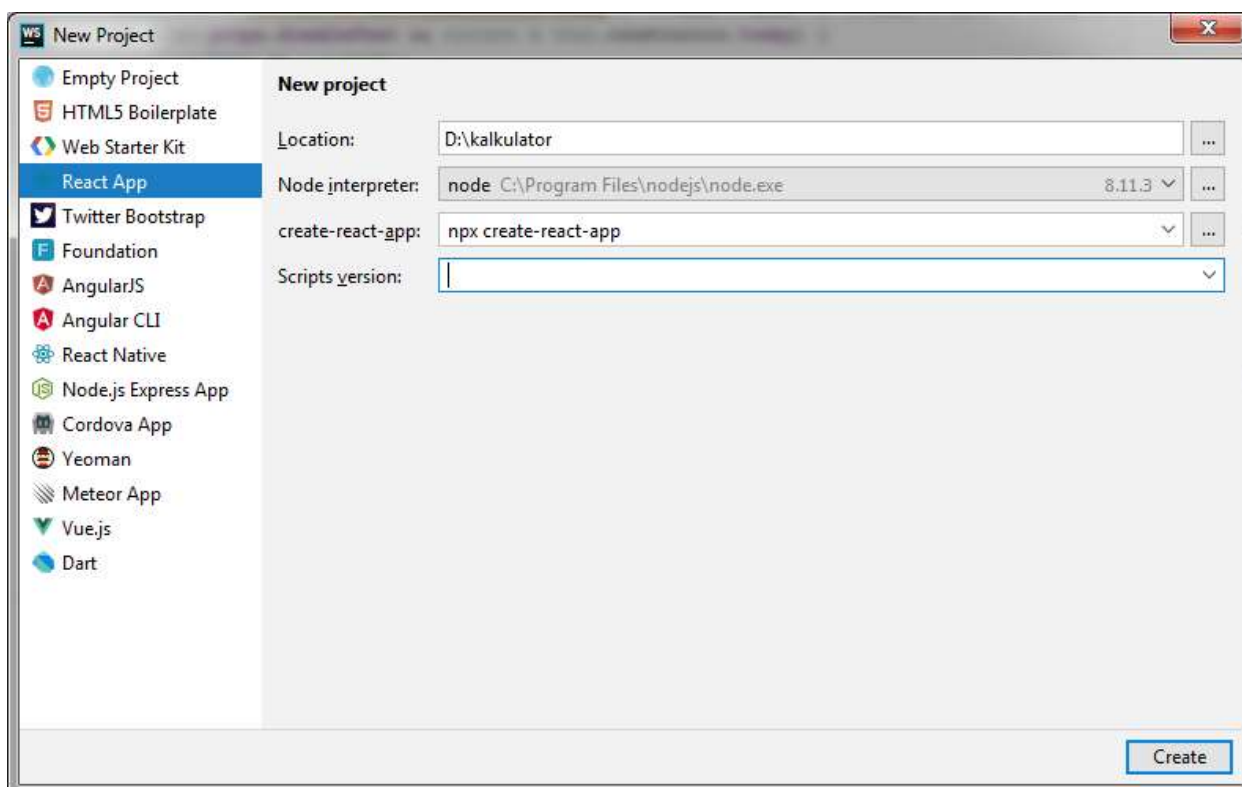 WS New Project
Empty Project
HTML5 Boilerplate
Web Starter Kit
React App
Twitter Bootstrap
Foundation
AngularJS
Angular CLI
React Native
Node.js Express App
Cordova App
Yeoman
Meteor App
Vue.js
Dart
New project
Location: D:\kalkulator ...
Node interpreter: node C:\Program Files\nodejs\node.exe 8.11.3 ...
create-react-app: npx create-react-app ...
Scripts version:
Create